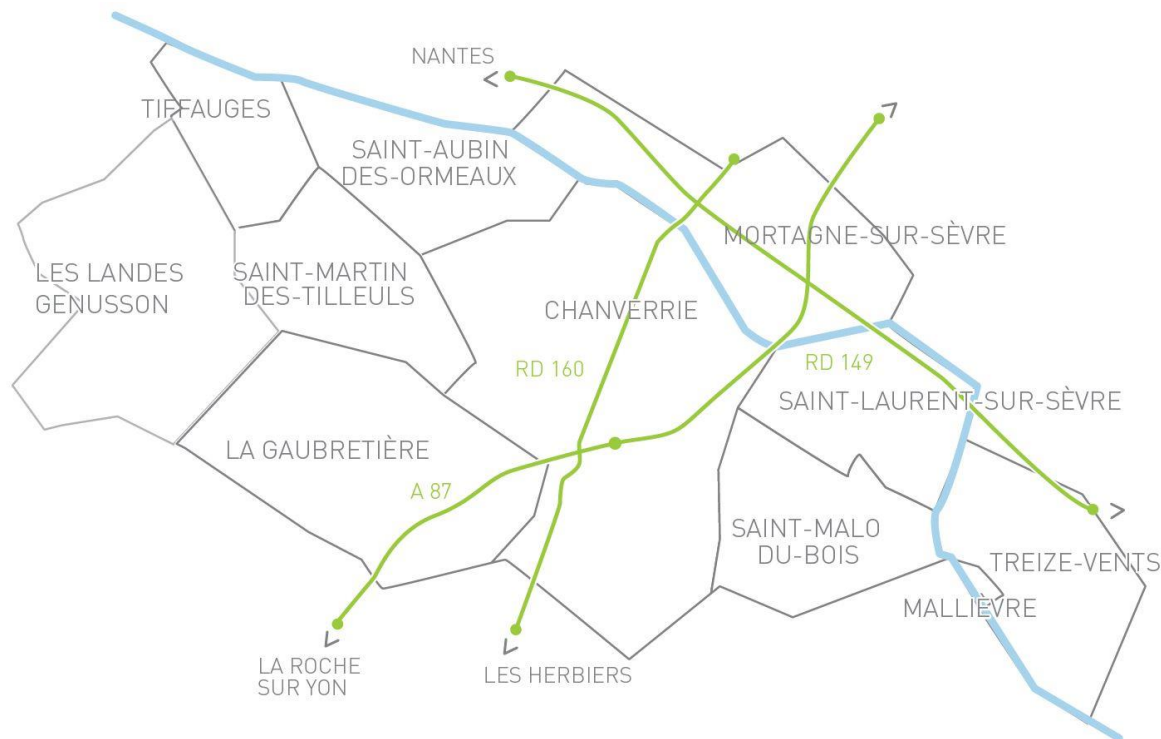 NANTES
TIFFAUGES
SAINT-AUBIN
DES-ORMEAUX
MORTAGNE-SUR-SÈVRE
LES LANDES
GENUSSON
SAINT-MARTIN
DES-TILLEULS
CHANVERRIE
RD 160
RD 149
SAINT-LAURENT-SUR-SÈVRE
LA GAUBRETIÈRE
A 87
SAINT-MALO
DU-BOIS
TREIZE-VENTS
MALLIEVRE
LA ROCHE
SUR YON
LES HERBIERS